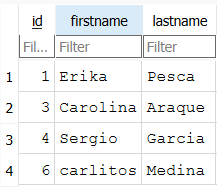 id firstname lastname
Fil... Filter Filter
1 1 Erika Pesca
2 3 Carolina Araque
3 4 Sergio Garcia
4 6 carlitos Medina